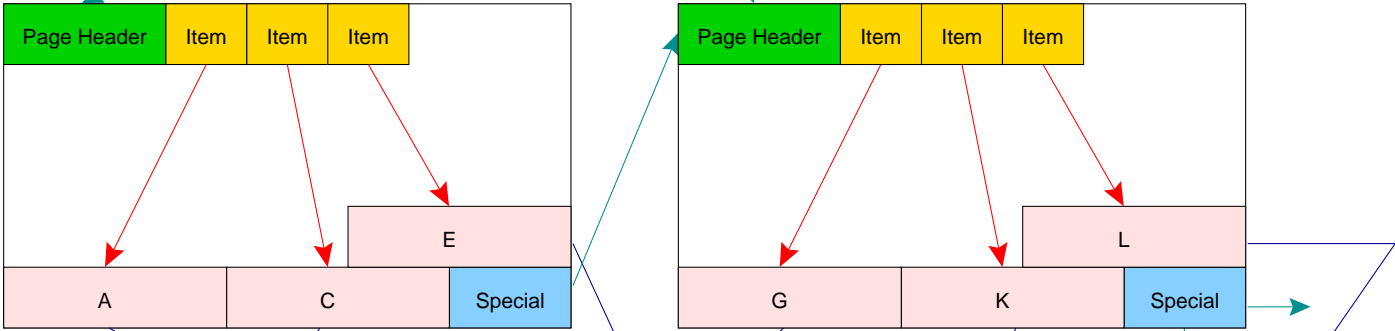 Page Header Item Item Item
E
A C Special
Page Header Item Item Item
L
G K Special